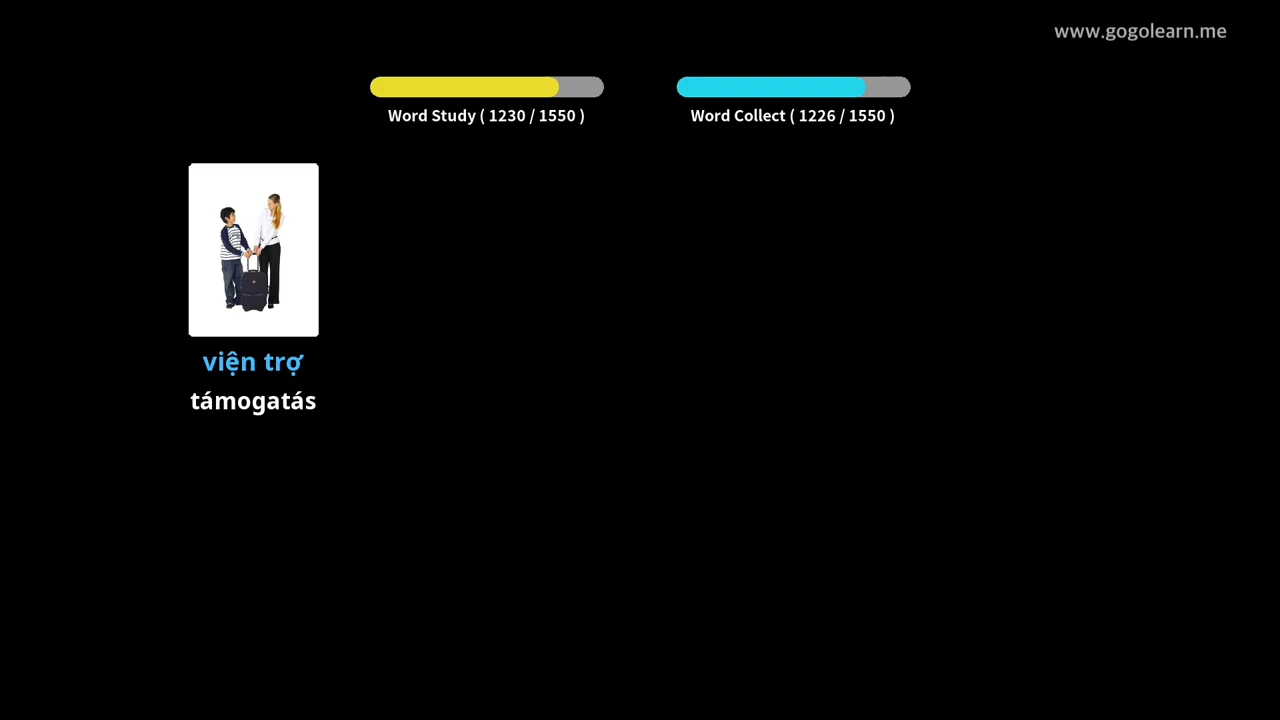 www.gogolearn.me
Word Study ( 1230 / 1550 )
Word Collect ( 1226 / 1550 )
viện trợ
támogatás